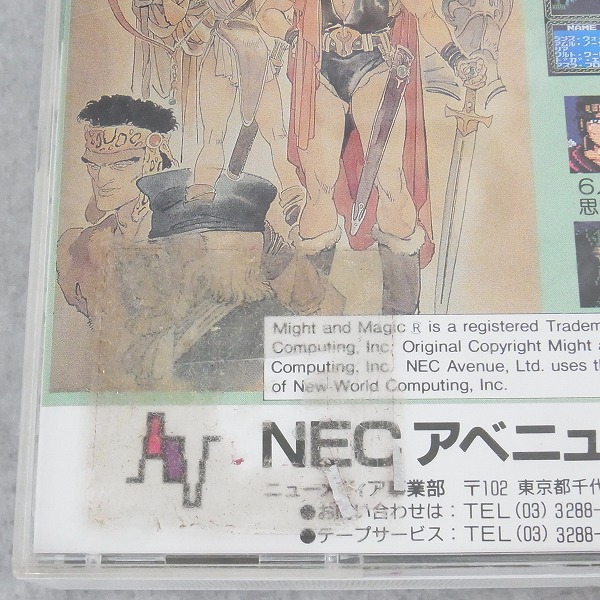 NAME
6人
思
Might and Magic R is a registered Tradem
Computing, Inc. Original Copyright Might a
Computing, Inc. NEC Avenue, Ltd. uses th
of New World Computing, Inc.
NEC アベニュ
ニューメディア事業部 〒102 東京都千代
●お問い合わせは：TEL(03) 3288-
●テープサービス：TEL(03) 3288-